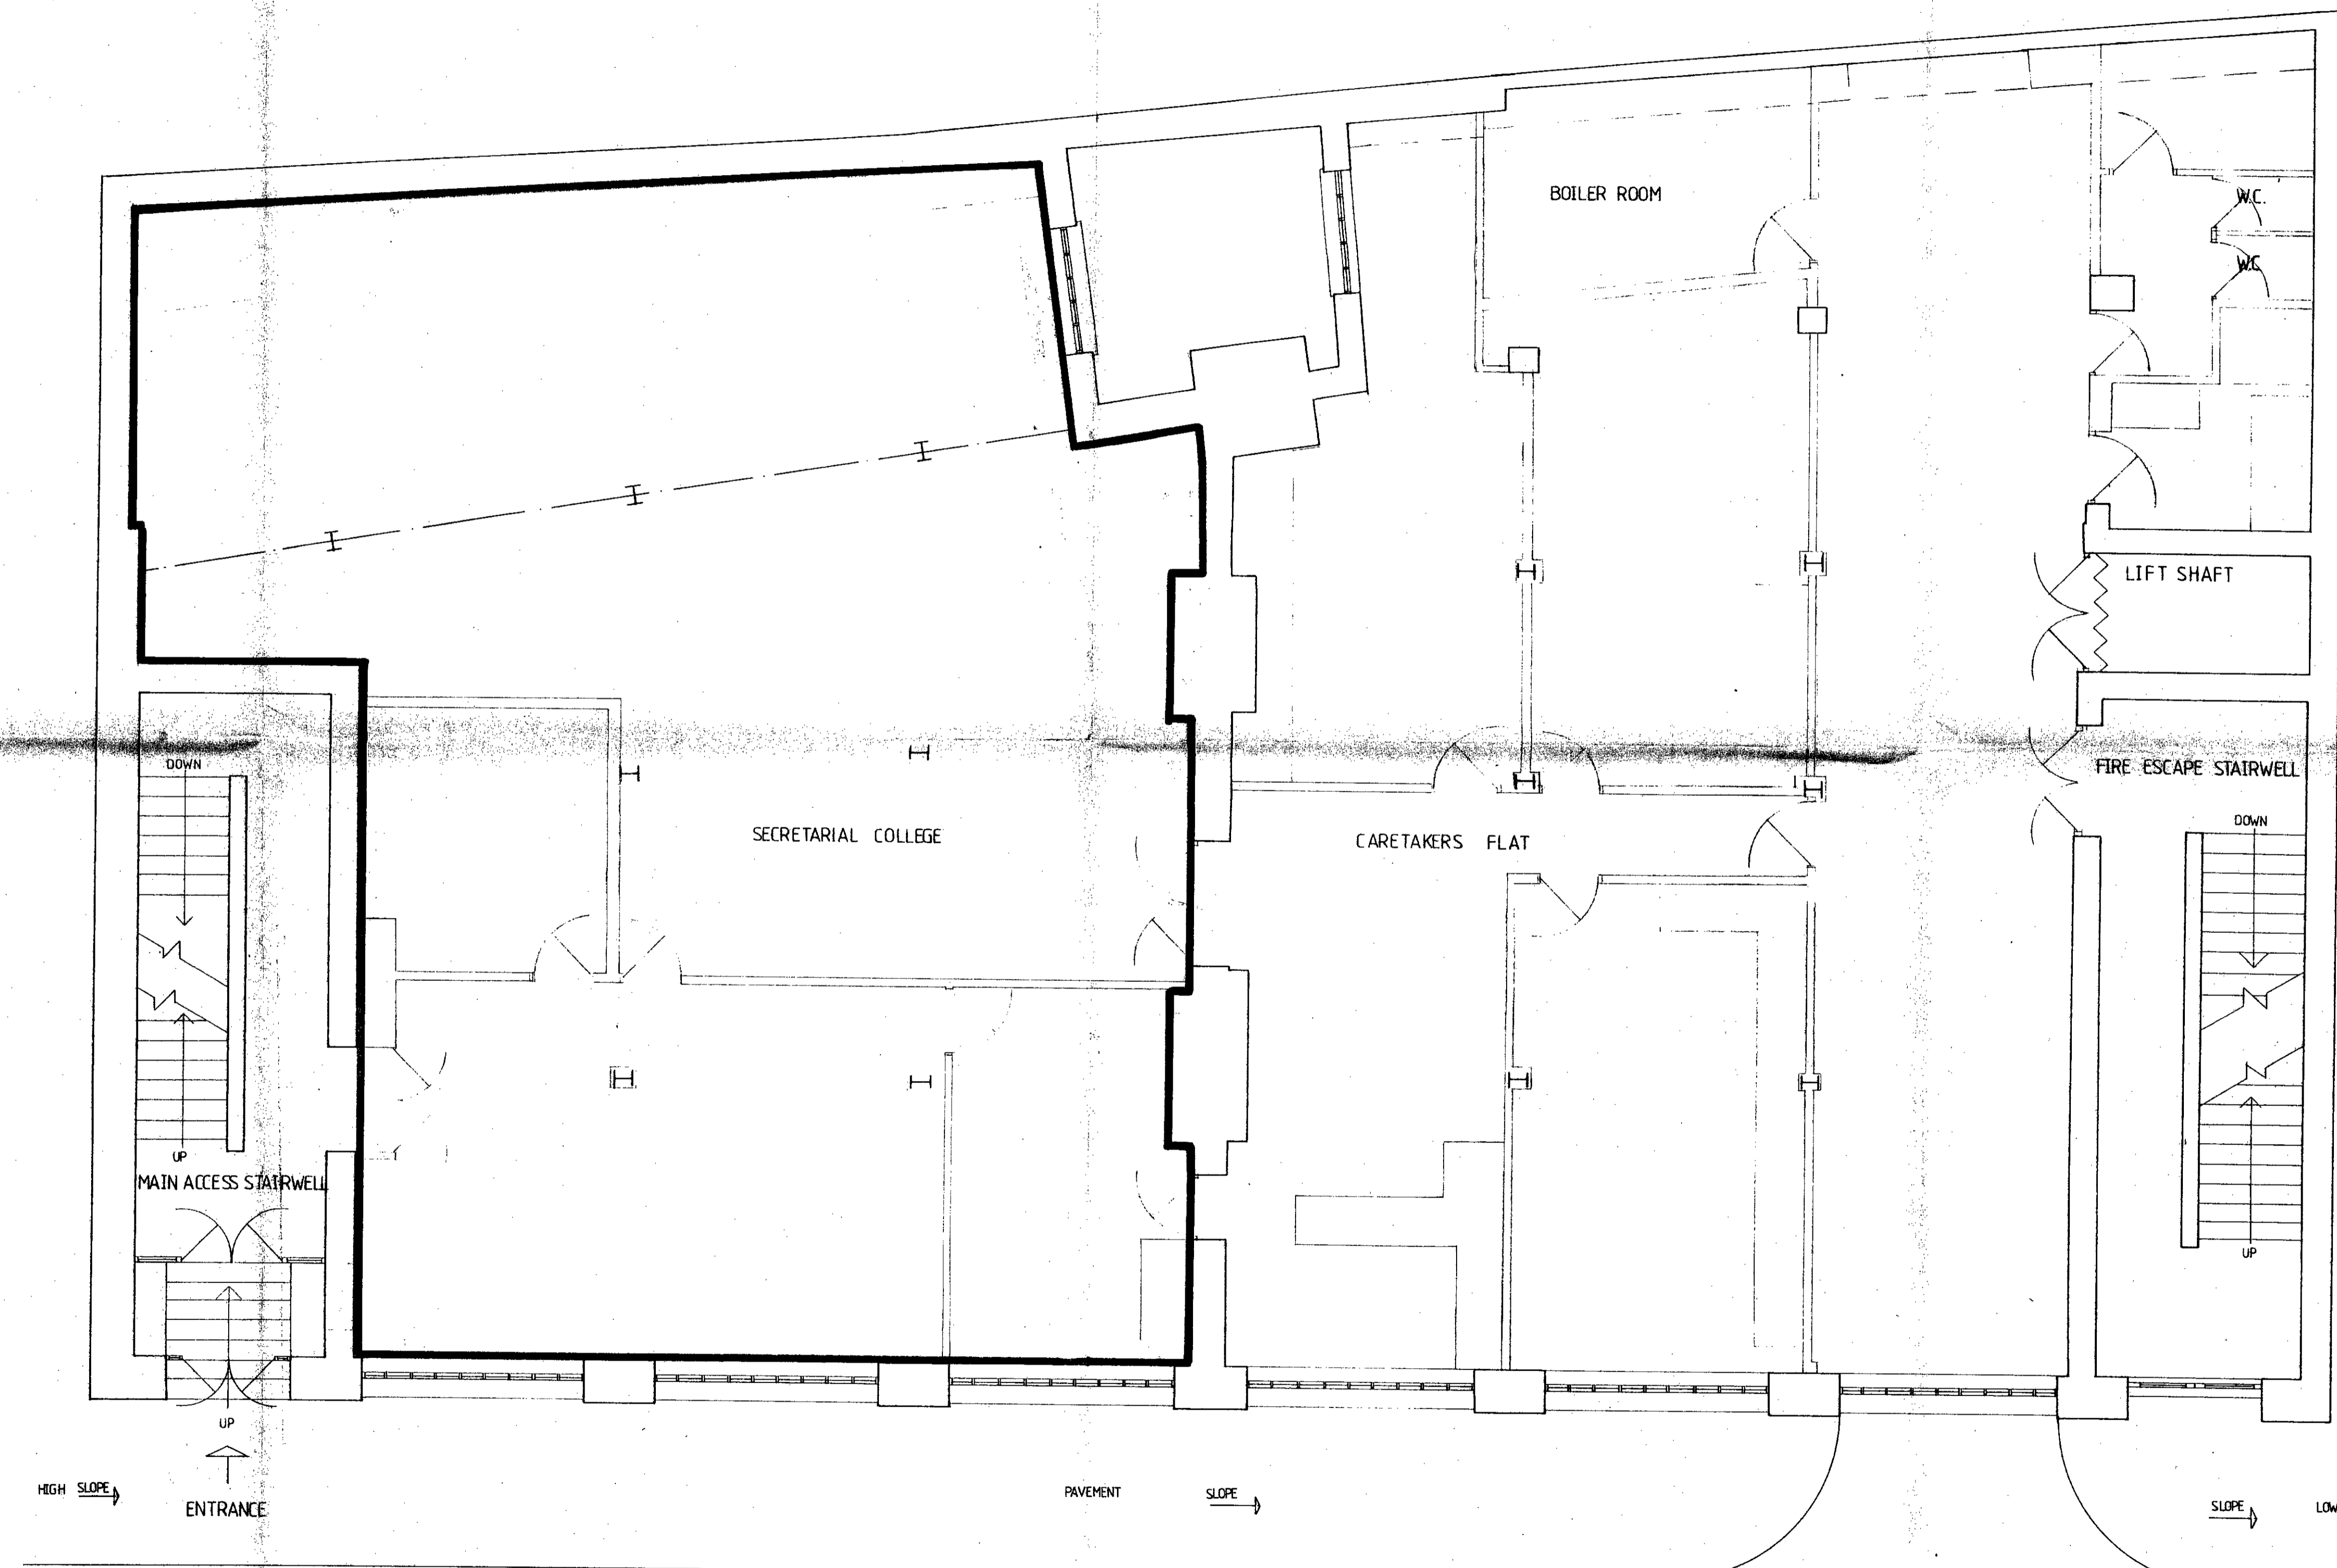 BOILER ROOM
W.C.
W.C
LIFT SHAFT
DOWN
FIRE ESCAPE STAIRWELL
SECRETARIAL COLLEGE
CARETAKERS FLAT
DOWN
UP
MAIN ACCESS STAIRWELL
UP
UP
HIGH SLOPE
ENTRANCE
PAVEMENT
SLOPE
SLOPE
LOW